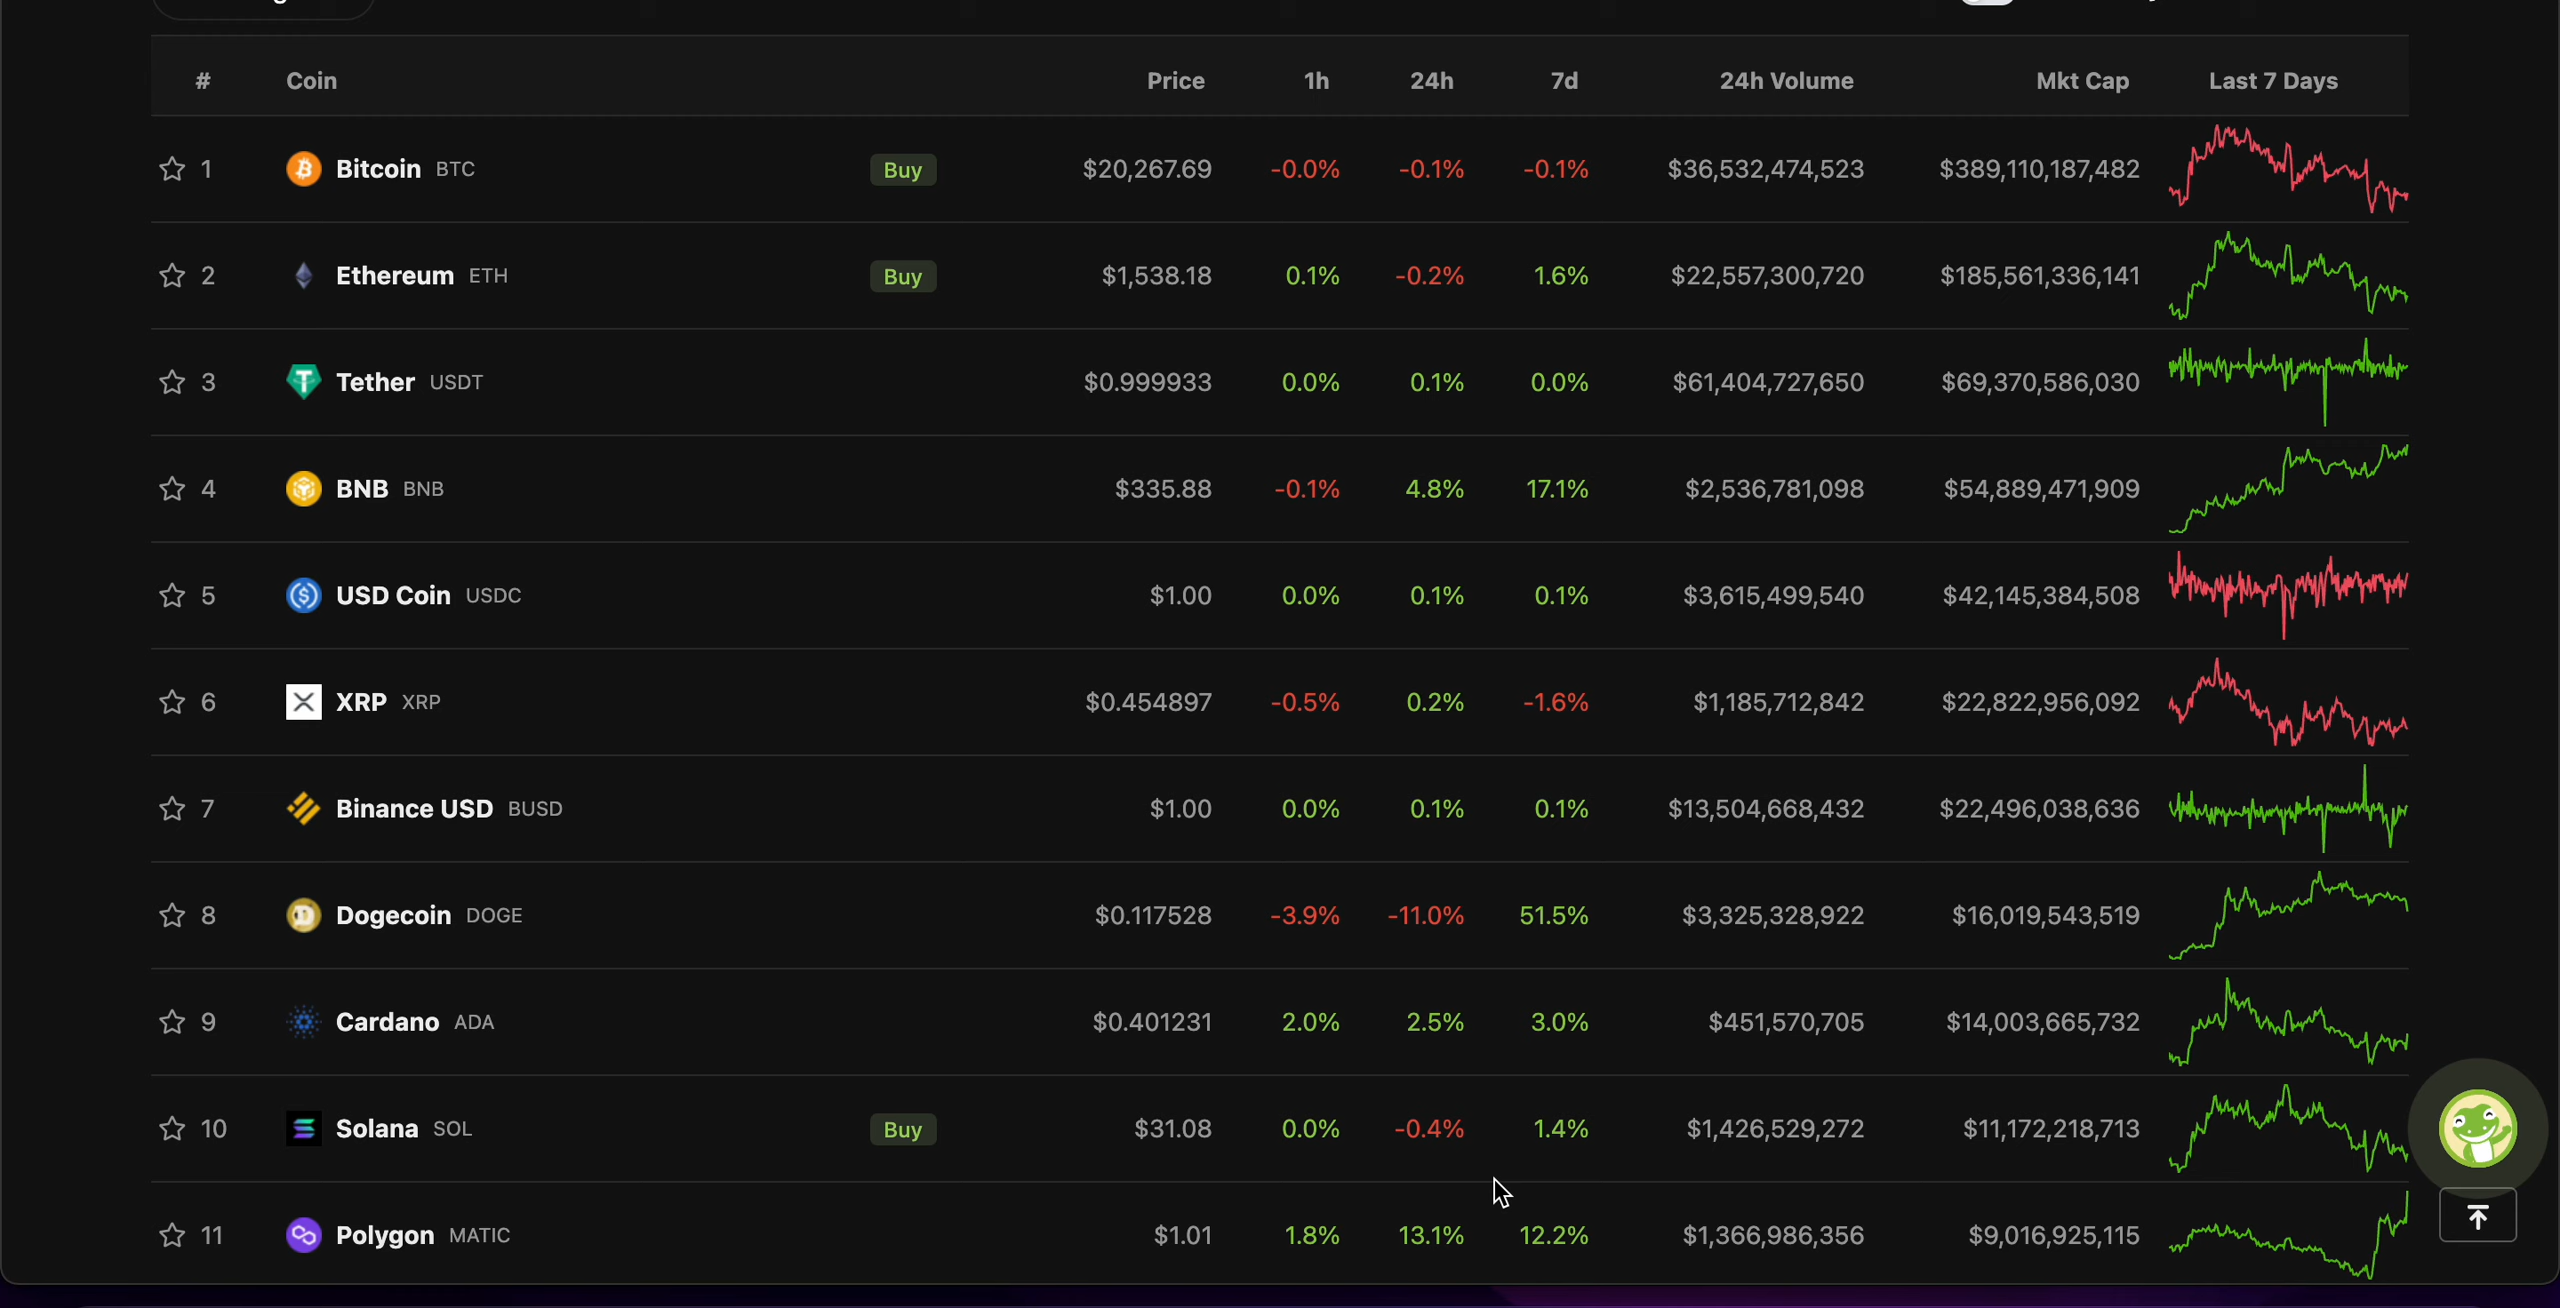 # Coin Price 1h 24h 7d 24h Volume Mkt Cap Last 7 Days
1 Bitcoin BTC Buy $20,267.69 -0.0% -0.1% -0.1% $36,532,474,523 $389,110,187,482
2 Ethereum ETH Buy $1,538.18 0.1% -0.2% 1.6% $22,557,300,720 $185,561,336,141
3 Tether USDT $0.999933 0.0% 0.1% 0.0% $61,404,727,650 $69,370,586,030
4 BNB BNB $335.88 -0.1% 4.8% 17.1% $2,536,781,098 $54,889,471,909
5 USD Coin USDC $1.00 0.0% 0.1% 0.1% $3,615,499,540 $42,145,384,508
6 XRP XRP $0.454897 -0.5% 0.2% -1.6% $1,185,712,842 $22,822,956,092
7 Binance USD BUSD $1.00 0.0% 0.1% 0.1% $13,504,668,432 $22,496,038,636
8 Dogecoin DOGE $0.117528 -3.9% -11.0% 51.5% $3,325,328,922 $16,019,543,519
9 Cardano ADA $0.401231 2.0% 2.5% 3.0% $451,570,705 $14,003,665,732
10 Solana SOL Buy $31.08 0.0% -0.4% 1.4% $1,426,529,272 $11,172,218,713
11 Polygon MATIC $1.01 1.8% 13.1% 12.2% $1,366,986,356 $9,016,925,115